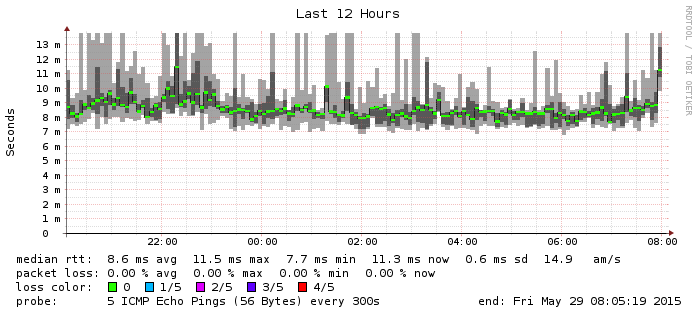 Last 12 Hours
RRDTOOL / TOBI OETIKER
Seconds
13 m
12 m
11 m
10 m
9 m
8 m
7 m
6 m
5 m
4 m
3 m
2 m
1 m
0
22:00 00:00 02:00 04:00 06:00 08:00
median rtt: 8.6 ms avg 11.5 ms max 7.7 ms min 11.3 ms now 0.6 ms sd 14.9 am/s
packet loss: 0.00 % avg 0.00 % max 0.00 % min 0.00 % now
loss color: 0 1/5 2/5 3/5 4/5
probe: 5 ICMP Echo Pings (56 Bytes) every 300s end: Fri May 29 08:05:19 2015